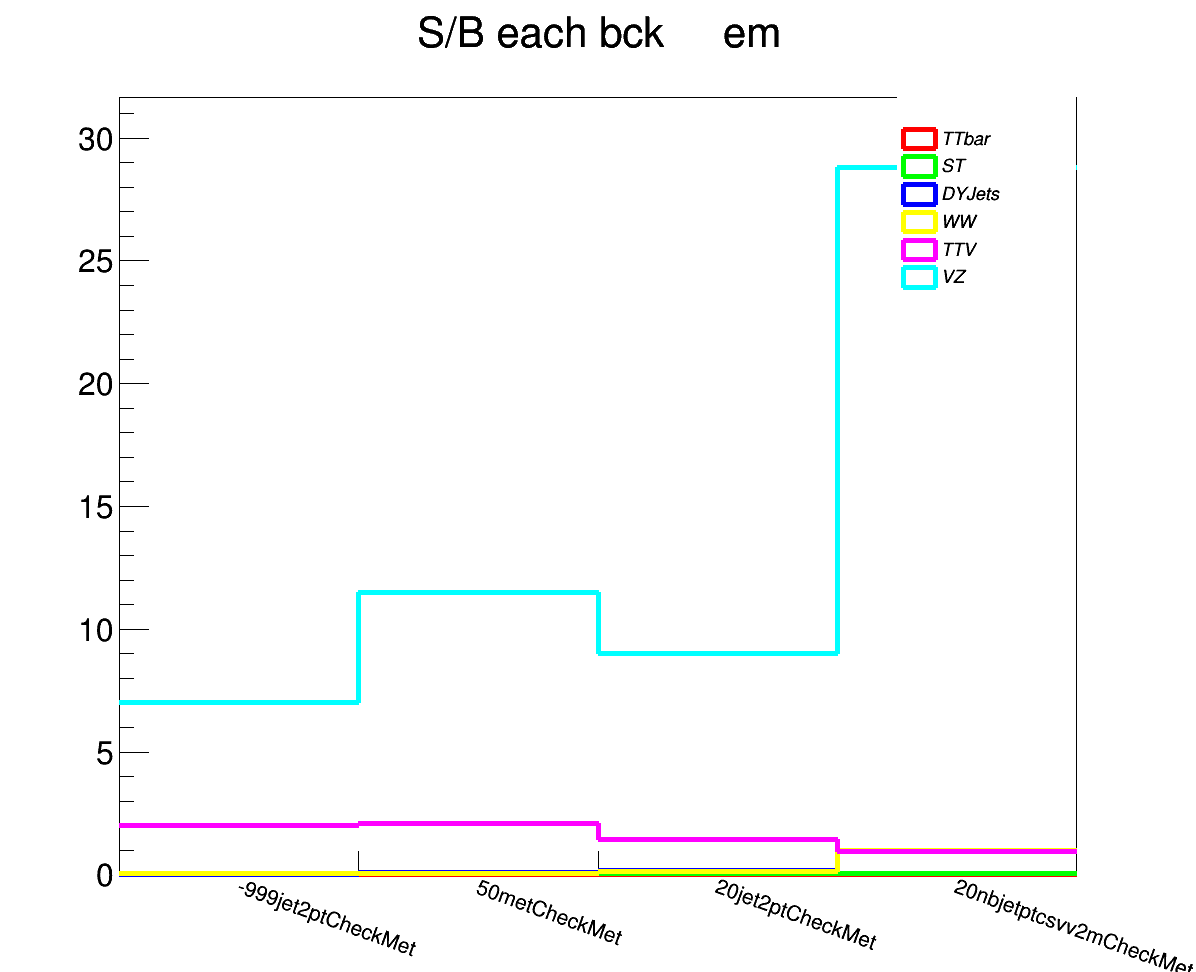 S/B each bck em
30
25
20
15
10
5
0
TTbar
ST
DYJets
WW
TTV
VZ
-999jet2ptCheckMet
50metCheckMet
20jet2ptCheckMet
20nbjetptcsvv2mCheckMet